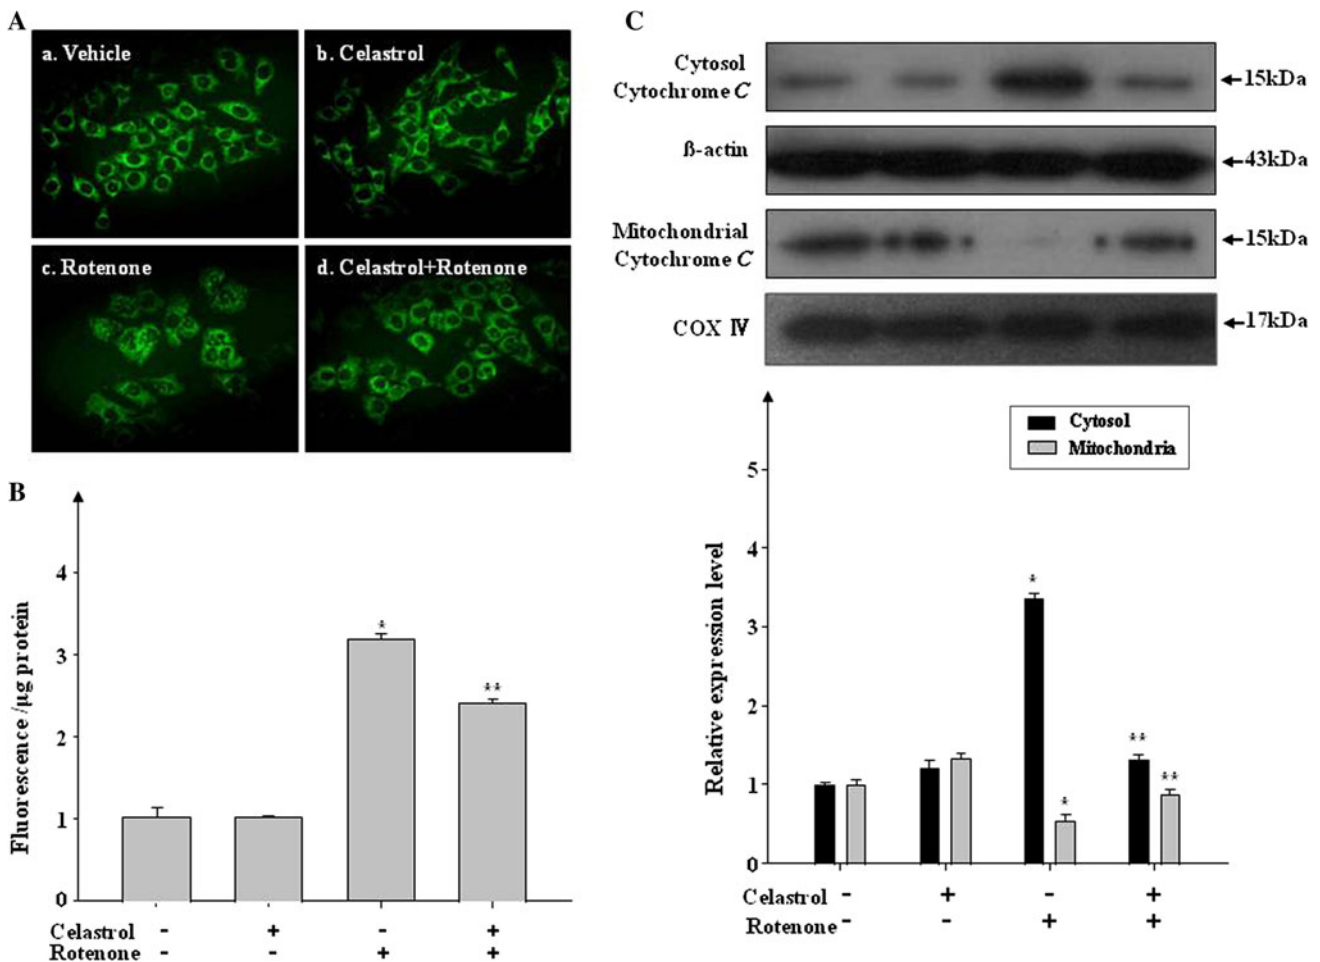 A
a. Vehicle
b. Celastrol
c. Rotenone
d. Celastrol+Rotenone
B
Fluorescence /µg protein
4
3
2
1
0
*
**
Celastrol - + - +
Rotenone - - + +
C
Cytosol
Cytochrome C
15kDa
ß-actin
43kDa
Mitochondrial
Cytochrome C
15kDa
COX IV
17kDa
Cytosol
Mitochondria
Relative expression level
5
4
3
2
1
0
*
*
**
**
Celastrol - + - +
Rotenone - - + +